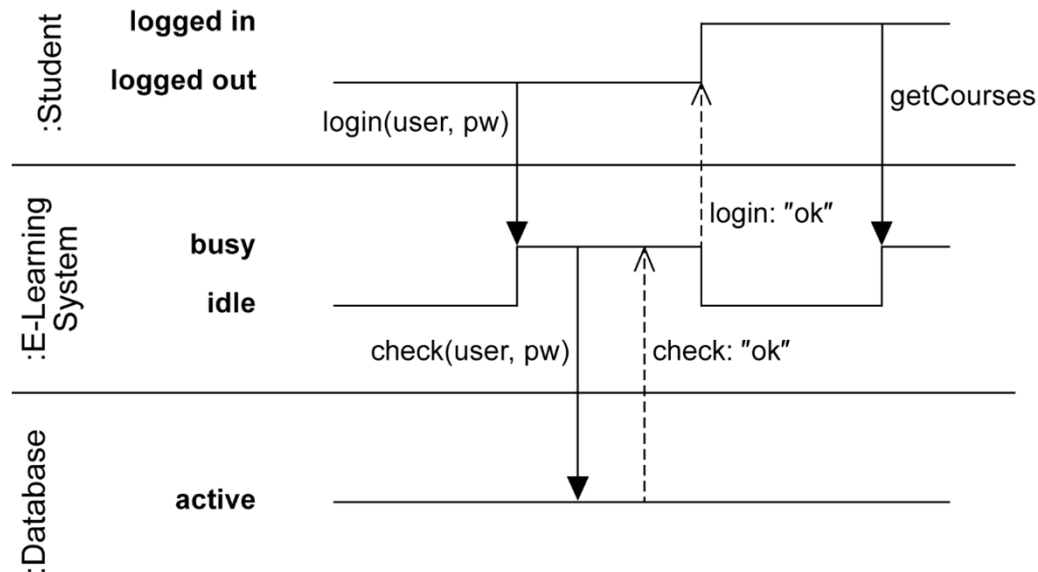 :Student
logged in
logged out
login(user, pw)
getCourses
:E-Learning
System
busy
idle
login: "ok"
check(user, pw)
check: "ok"
:Database
active